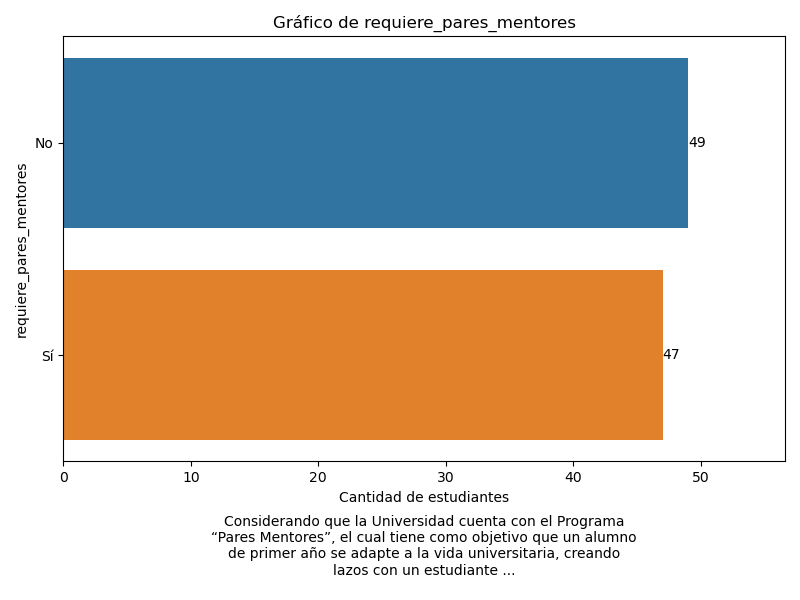 Gráfico de requiere_pares_mentores
requiere_pares_mentores
No
49
Sí
47
0 10 20 30 40 50
Cantidad de estudiantes
Considerando que la Universidad cuenta con el Programa
“Pares Mentores”, el cual tiene como objetivo que un alumno
de primer año se adapte a la vida universitaria, creando
lazos con un estudiante ...